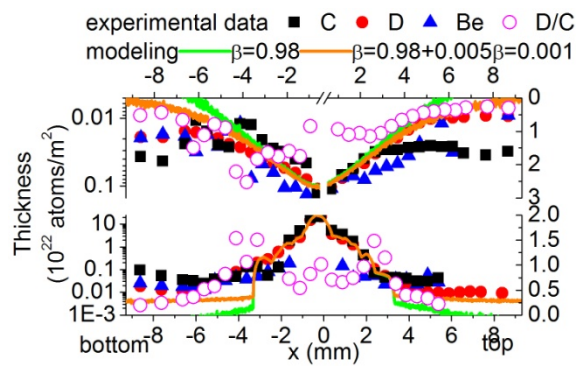 experimental data C D Be D/C
modeling β=0.98 β=0.98+0.005β=0.001
-8 -6 -4 -2 0 2 4 6 8
0.01 0
1
2
0.1 3
Thickness
(10²² atoms/m²)
10 2.0
1 1.5
0.1 1.0
0.01 0.5
1E-3 0.0
-8 -6 -4 -2 0 2 4 6 8
bottom x (mm) top